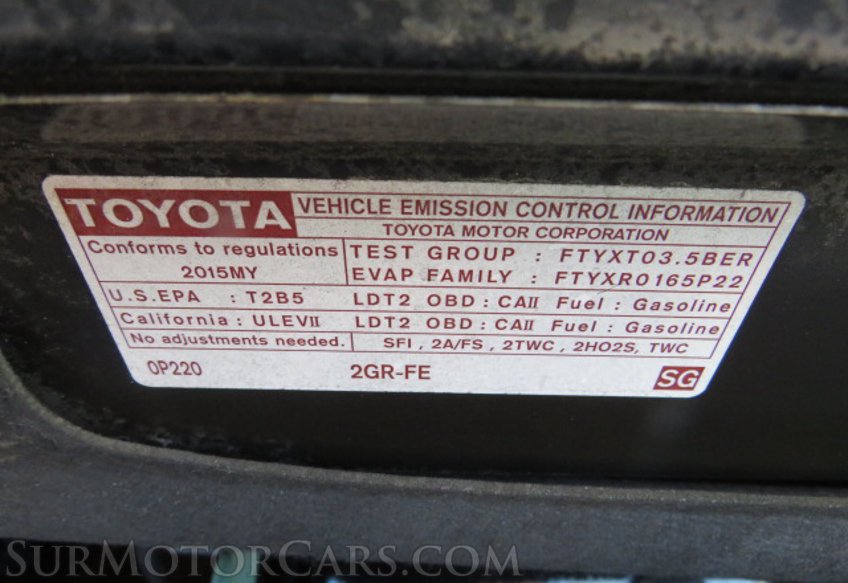 TOYOTA VEHICLE EMISSION CONTROL INFORMATION
TOYOTA MOTOR CORPORATION
Conforms to regulations TEST GROUP : FTYXT03.5BER
2015MY EVAP FAMILY : FTYXR0165P22
U.S.EPA : T2B5 LDT2 OBD : CAII Fuel : Gasoline
California : ULEVII LDT2 OBD : CAII Fuel : Gasoline
No adjustments needed. SFI , 2A/FS , 2TWC , 2HO2S, TWC
0P220 2GR-FE SG
SurMotorCars.com